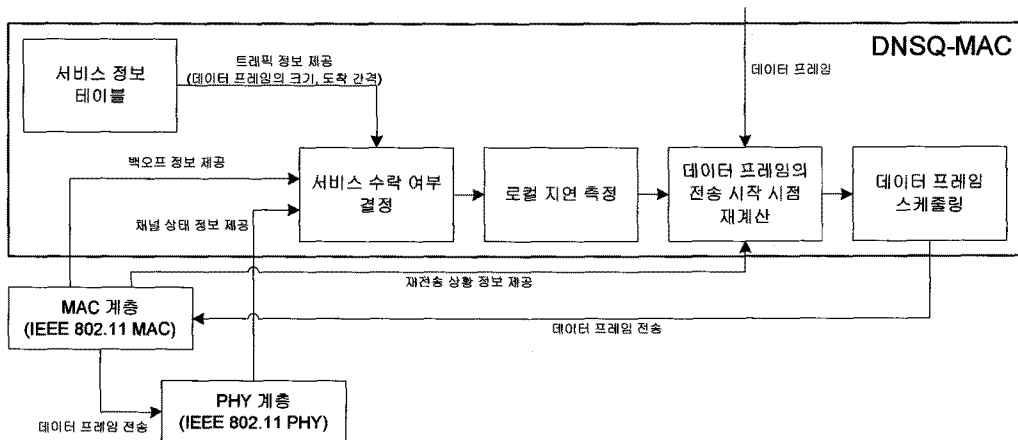 DNSQ-MAC
서비스 정보
테이블
트래픽 정보 제공
(데이터 프레임의 크기, 도착 간격)
데이터 프레임
백오프 정보 제공
서비스 수락 여부
결정
로컬 지연 측정
데이터 프레임의
전송 시작 시점
재계산
데이터 프레임
스케줄링
채널 상태 정보 제공
재전송 상황 정보 제공
MAC 계층
(IEEE 802.11 MAC)
데이터 프레임 전송
PHY 계층
(IEEE 802.11 PHY)
데이터 프레임 전송